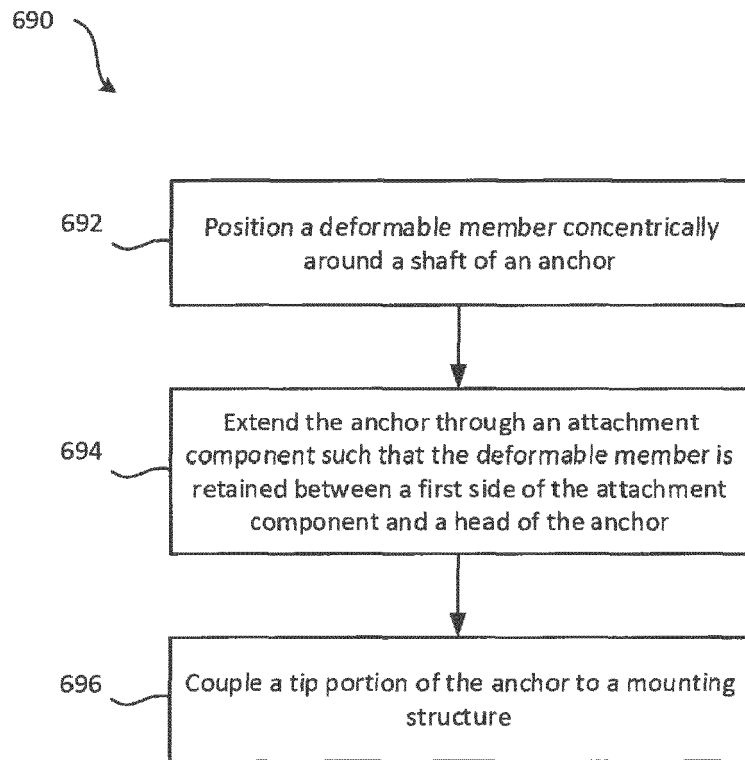 690
692
Position a deformable member concentrically
around a shaft of an anchor
694
Extend the anchor through an attachment
component such that the deformable member is
retained between a first side of the attachment
component and a head of the anchor
696
Couple a tip portion of the anchor to a mounting
structure